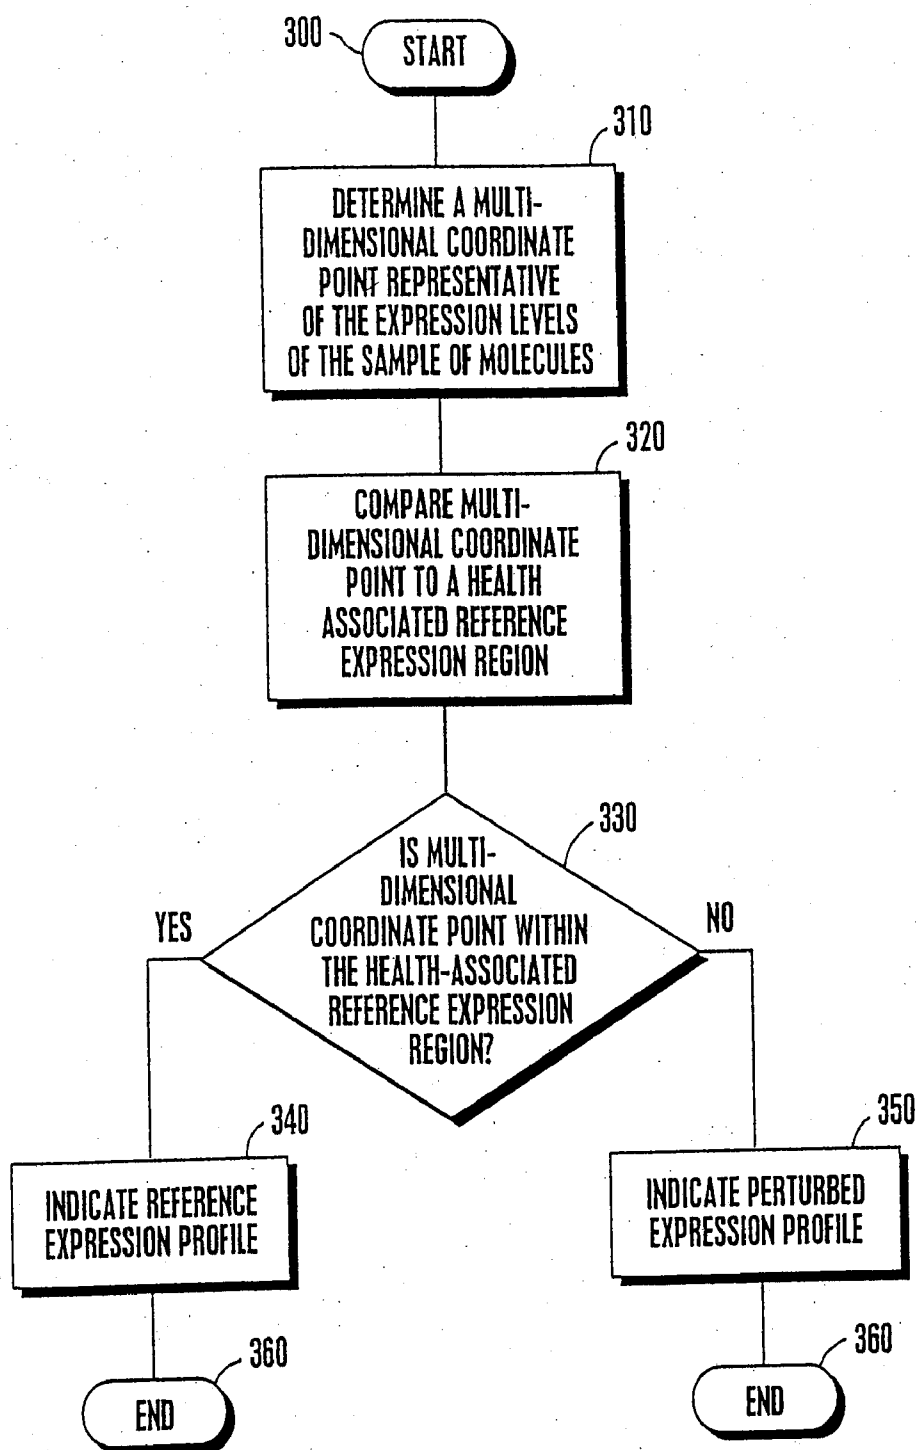 300
START
310
DETERMINE A MULTI-
DIMENSIONAL COORDINATE
POINT REPRESENTATIVE
OF THE EXPRESSION LEVELS
OF THE SAMPLE OF MOLECULES
320
COMPARE MULTI-
DIMENSIONAL COORDINATE
POINT TO A HEALTH
ASSOCIATED REFERENCE
EXPRESSION REGION
330
IS MULTI-
DIMENSIONAL
COORDINATE POINT WITHIN
THE HEALTH-ASSOCIATED
REFERENCE EXPRESSION
REGION?
YES
NO
340
INDICATE REFERENCE
EXPRESSION PROFILE
350
INDICATE PERTURBED
EXPRESSION PROFILE
360
END
360
END